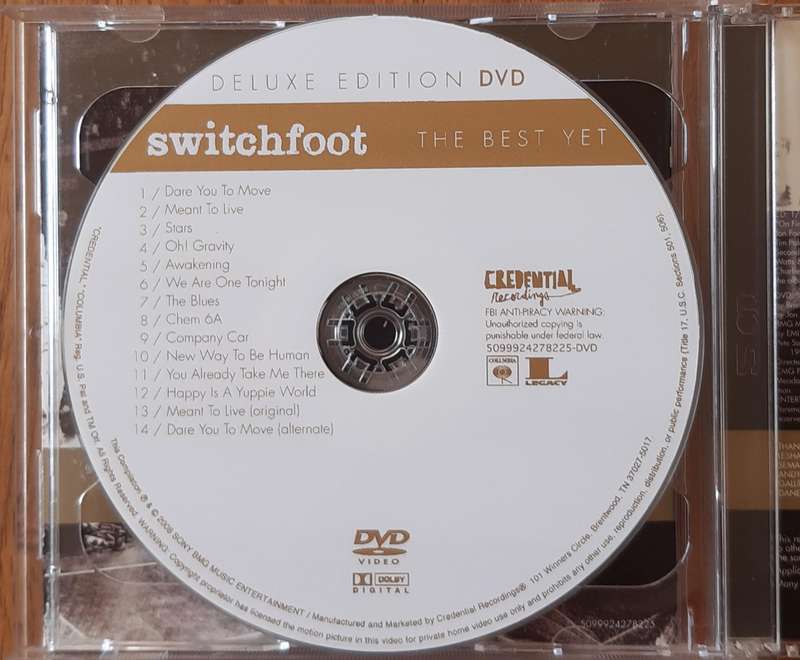 DELUXE EDITION DVD
switchfoot THE BEST YET
1 / Dare You To Move
2 / Meant To Live
3 / Stars
4 / Oh! Gravity
5 / Awakening
6 / We Are One Tonight
7 / The Blues
8 / Chem 6A
9 / Company Car
10 / New Way To Be Human
11 / You Already Take Me There
12 / Happy Is A Yuppie World
13 / Meant To Live (original)
14 / Dare You To Move (alternate)
CREDENTIAL
recordings
FBI ANTI-PIRACY WARNING:
Unauthorized copying is
punishable under federal law.
5099924278225-DVD
COLUMBIA
L
LEGACY
DVD
VIDEO
DOLBY
DIGITAL
"CREDENTIAL," "COLUMBIA" Reg. U.S. Pat and TM Off. All Rights Reserved. WARNING: Copyright proprietor has licensed the motion picture in this video for private home video use only and prohibits any other use, reproduction, distribution, or public performance (Title 17, U.S.C. Sections 501, 506).
This Compilation ℗ & © 2008 SONY BMG MUSIC ENTERTAINMENT / Manufactured and Marketed by Credential Recordings® 101 Winners Circle, Brentwood, TN 37027-5017
5099924278225